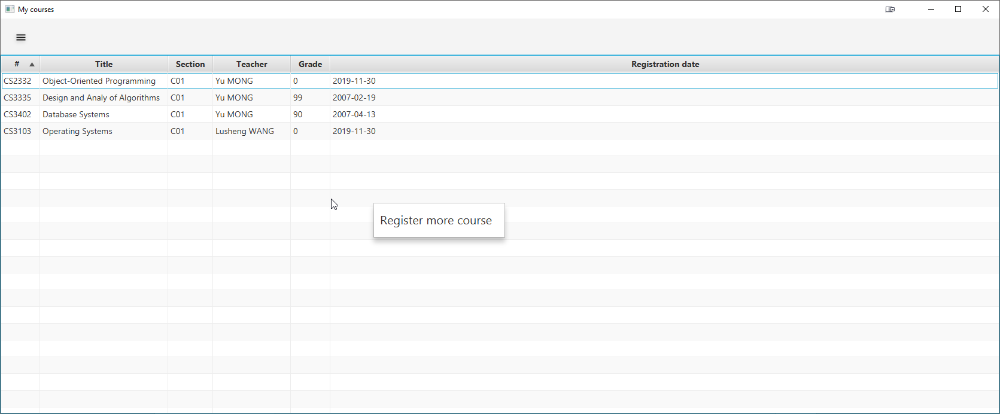 My courses
# Title Section Teacher Grade Registration date
CS2332 Object-Oriented Programming C01 Yu MONG 0 2019-11-30
CS3335 Design and Analy of Algorithms C01 Yu MONG 99 2007-02-19
CS3402 Database Systems C01 Yu MONG 90 2007-04-13
CS3103 Operating Systems C01 Lusheng WANG 0 2019-11-30
Register more course